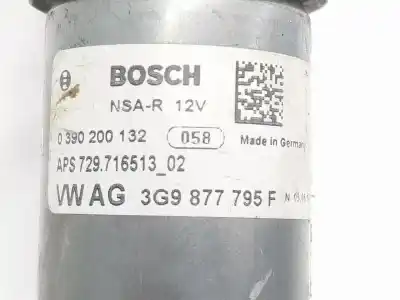 BOSCH
NSA-R 12V
0 390 200 132 058
Made in Germany
APS 729.716513_02
VW AG 3G9 877 795 F